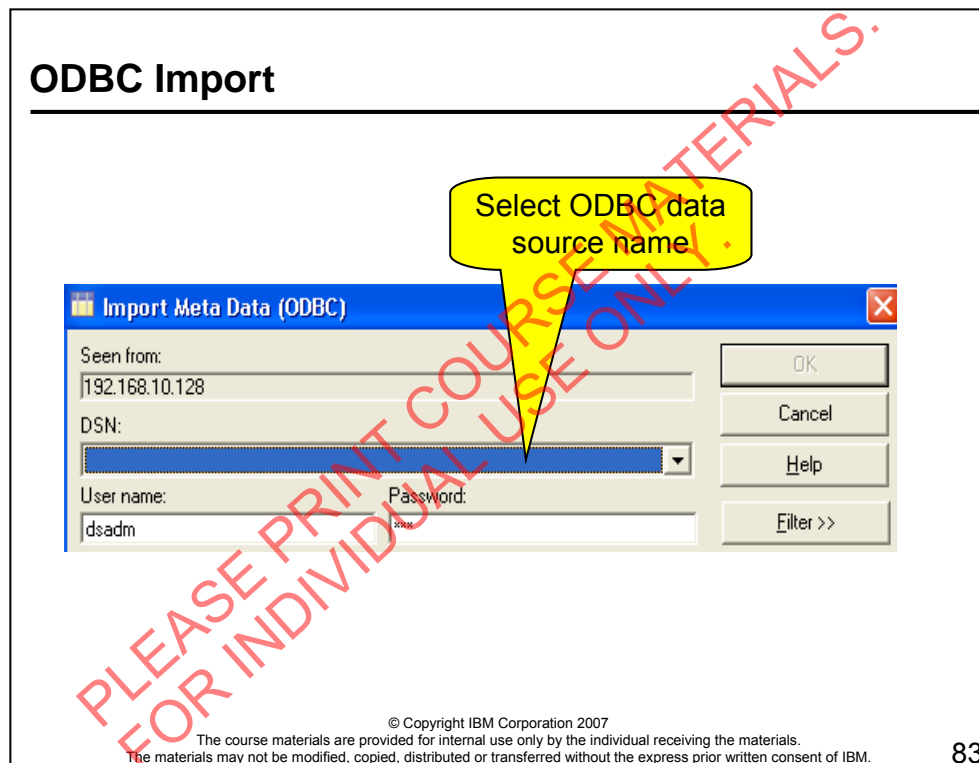 ODBC Import
Select ODBC data
source name
Import Meta Data (ODBC)
Seen from:
192.168.10.128
OK
DSN:
Cancel
Help
User name:
Password:
dsadm
***
Filter >>
PLEASE PRINT COURSE MATERIALS.
FOR INDIVIDUAL USE ONLY.
© Copyright IBM Corporation 2007
The course materials are provided for internal use only by the individual receiving the materials.
The materials may not be modified, copied, distributed or transferred without the express prior written consent of IBM.
83